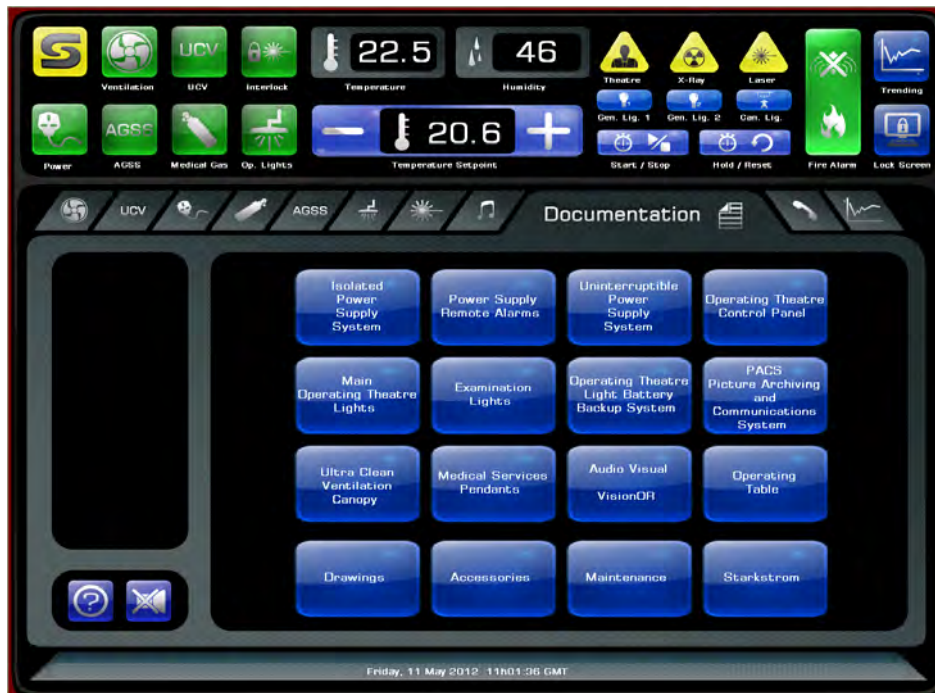 S
UCV
22.5
46
Ventilation
UCV
Interlock
Temperature
Humidity
Theatre
X-Ray
Laser
Trending
Gen. Lig. 1
Gen. Lig. 2
Can. Lig.
AGSS
20.6
Power
AGSS
Medical Gas
Op. Lights
Temperature Setpoint
Start / Stop
Hold / Reset
Fire Alarm
Lock Screen
UCV
AGSS
Documentation
Isolated
Power
Supply
System
Power Supply
Remote Alarms
Uninterruptible
Power
Supply
System
Operating Theatre
Control Panel
Main
Operating Theatre
Lights
Examination
Lights
Operating Theatre
Light Battery
Backup System
PACS
Picture Archiving
and
Communications
System
Ultra Clean
Ventilation
Canopy
Medical Services
Pendants
Audio Visual
VisionOR
Operating
Table
Drawings
Accessories
Maintenance
Starkstrom
?
Friday, 11 May 2012 11h01:36 GMT